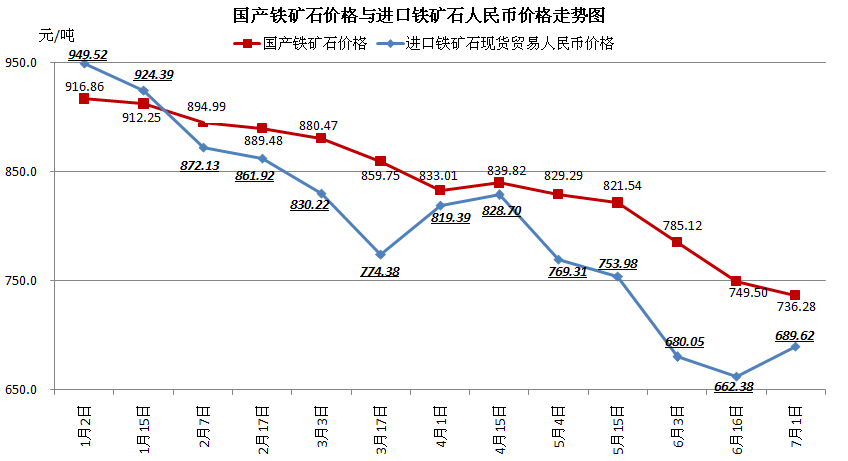 国产铁矿石价格与进口铁矿石人民币价格走势图
元/吨
国产铁矿石价格 进口铁矿石现货贸易人民币价格
950.0
850.0
750.0
650.0
916.86 912.25 894.99 889.48 880.47 859.75 833.01 839.82 829.29 821.54 785.12 749.50 736.28
949.52 924.39 872.13 861.92 830.22 774.38 819.39 828.70 769.31 753.98 680.05 662.38 689.62
1月2日 1月15日 2月7日 2月17日 3月3日 3月17日 4月1日 4月15日 5月4日 5月15日 6月3日 6月16日 7月1日